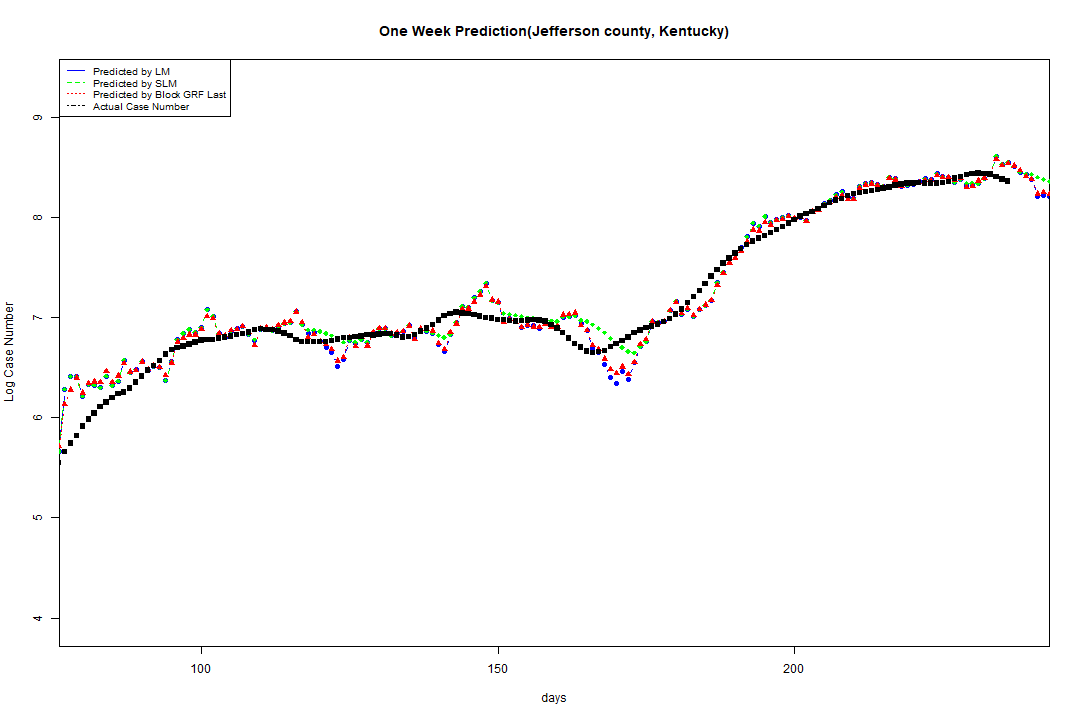 One Week Prediction(Jefferson county, Kentucky)
Predicted by LM
Predicted by SLM
Predicted by Block GRF Last
Actual Case Number
9
8
7
6
5
4
Log Case Number
100
150
200
days